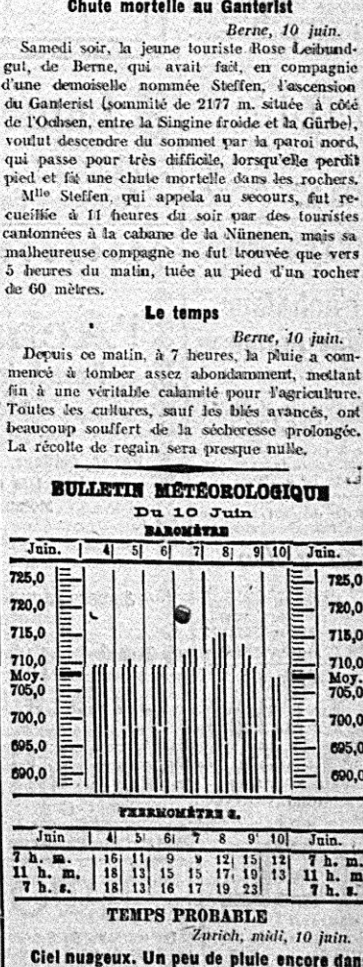 Chute mortelle au Ganterist
Berne, 10 juin.
Samedi soir, la jeune touriste Rose Leibund-
gut, de Berne, qui avait fait, en compagnie
d'une demoiselle nommée Steffen, l'ascension
du Ganterist (sommité de 2177 m. située à côté
de l'Ochsen, entre la Singine froide et la Gürbe),
voulut descendre du sommet par la paroi nord,
qui passe pour très difficile, lorsqu'elle perdit
pied et fit une chute mortelle dans les rochers.
Mlle Steffen, qui appela au secours, fut re-
cueillie à 11 heures du soir par des touristes
cantonnées à la cabane de la Nünenen, mais sa
malheureuse compagne ne fut trouvée que vers
5 heures du matin, tuée au pied d'un rocher
de 60 mètres.
Le temps
Berne, 10 juin.
Depuis ce matin, à 7 heures, la pluie a com-
mencé à tomber assez abondamment, mettant
fin à une véritable calamité pour l'agriculture.
Toutes les cultures, sauf les blés avancés, ont
beaucoup souffert de la sécheresse prolongée.
La récolte de regain sera presque nulle.
BULLETIN MÉTÉOROLOGIQUE
Du 10 Juin
BAROMÈTRE
Juin. 4 5 6 7 8 9 10 Juin.
725,0 725,0
720,0 720,0
715,0 715,0
710,0 710,0
Moy. Moy.
705,0 705,0
700,0 700,0
695,0 695,0
690,0 690,0
THERMOMÈTRE C.
Juin 4 5 6 7 8 9 10 Juin.
7 h. m. 16 11 9 9 12 15 12 7 h. m.
11 h. m. 18 13 15 15 17 19 13 11 h. m.
7 h. s. 18 13 16 17 19 23 7 h. s.
TEMPS PROBABLE
Zurich, midi, 10 juin.
Ciel nuageux. Un peu de pluie encore dan